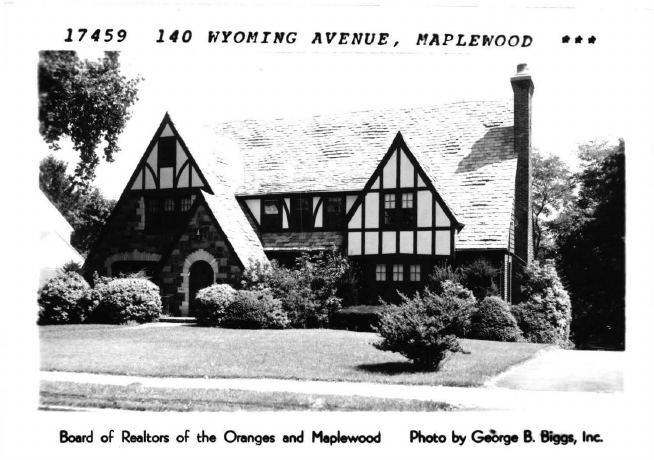 17459 140 WYOMING AVENUE, MAPLEWOOD ***
Board of Realtors of the Oranges and Maplewood Photo by George B. Biggs, Inc.